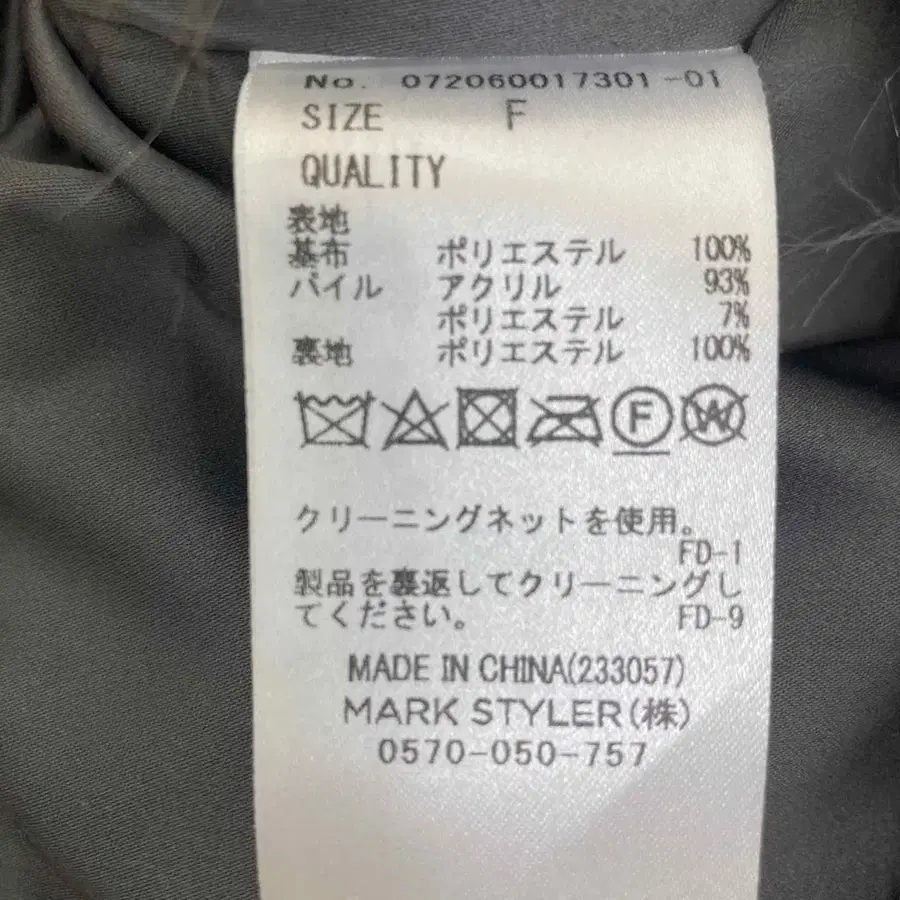 No. 072060017301-01
SIZE F
QUALITY
表地
基布 ポリエステル 100%
パイル アクリル 93%
ポリエステル 7%
裏地 ポリエステル 100%
F W
クリーニングネットを使用。
FD-1
製品を裏返してクリーニングし
てください。 FD-9
MADE IN CHINA(233057)
MARK STYLER(株)
0570-050-757